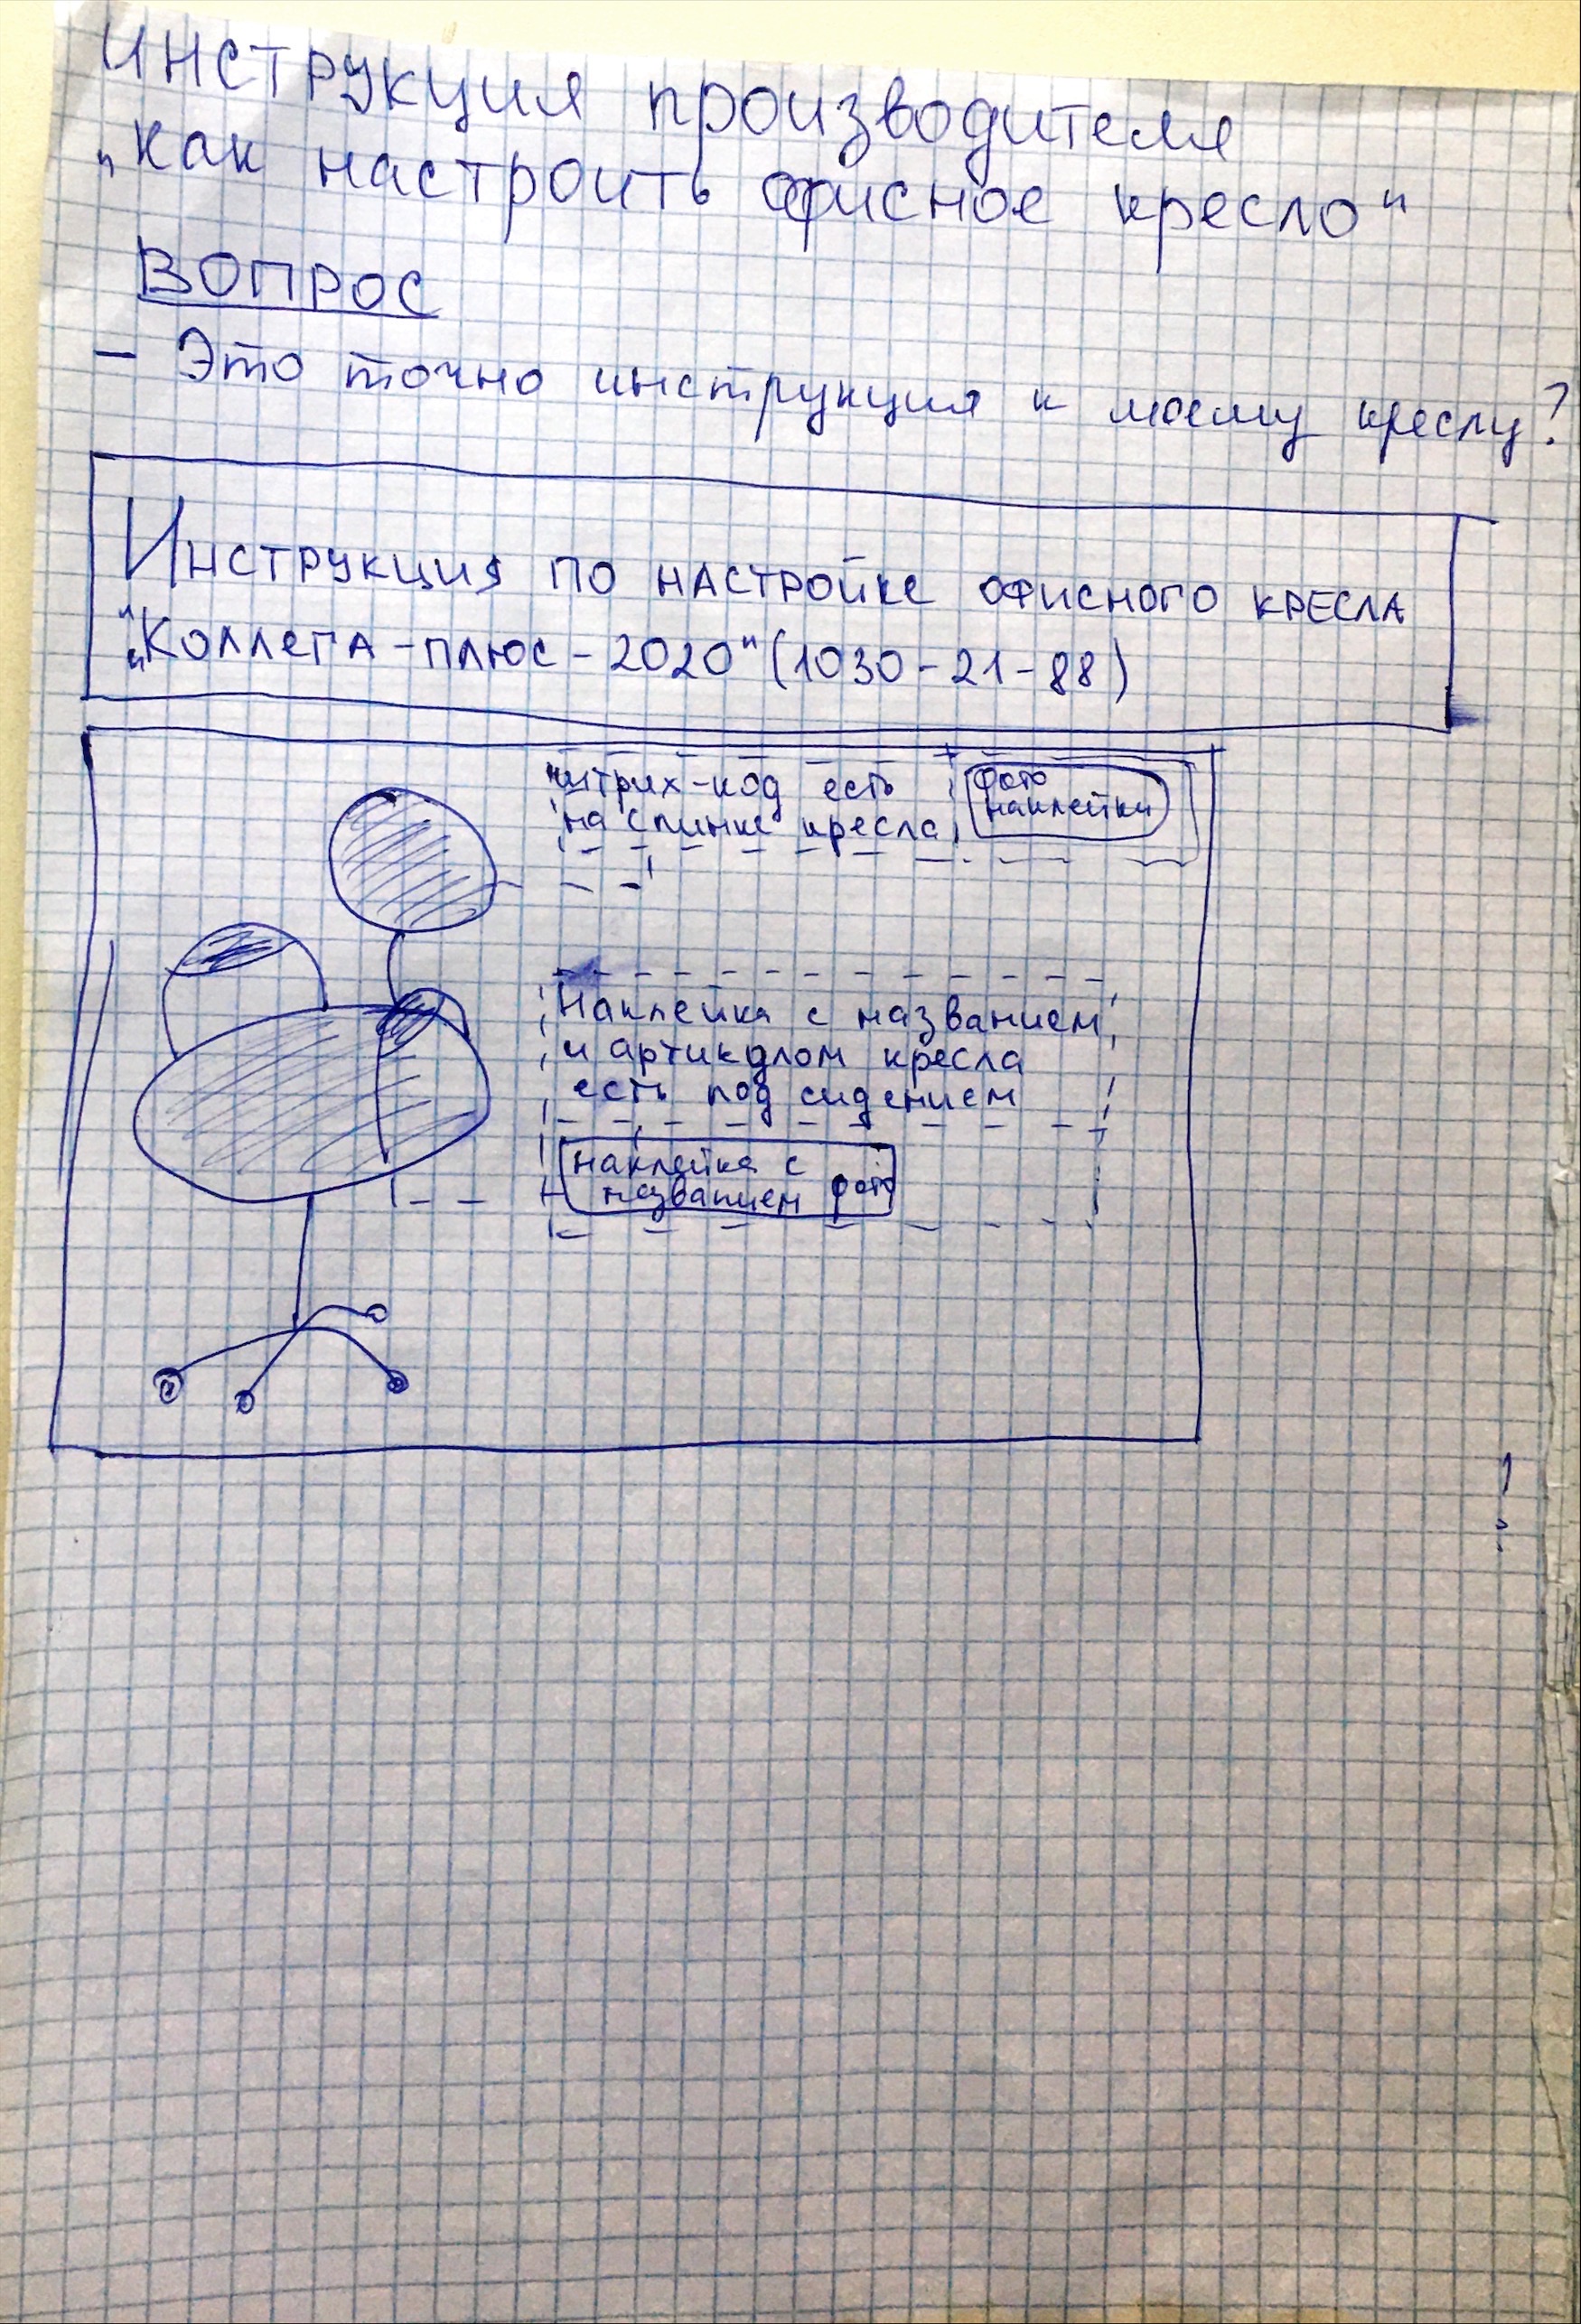 Инструкция производителя
„Как настроить офисное кресло"
ВОПРОС
– Это точно инструкция к моему креслу?
Инструкция по настройке офисного кресла
"Коллега-плюс-2020" (1030-21-88)
штрих-код есть
на спинке кресла
фото
наклейки
Наклейка с названием
и артикулом кресла
есть под сидением
наклейка с
названием фото